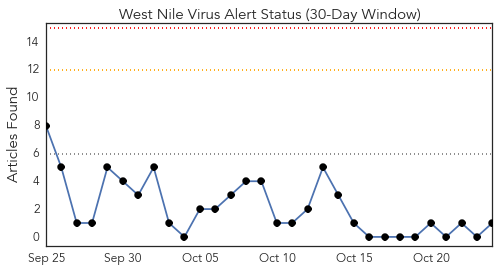 West Nile Virus Alert Status (30-Day Window)
Articles Found
14
12
10
8
6
4
2
0
Sep 25 Sep 30 Oct 05 Oct 10 Oct 15 Oct 20